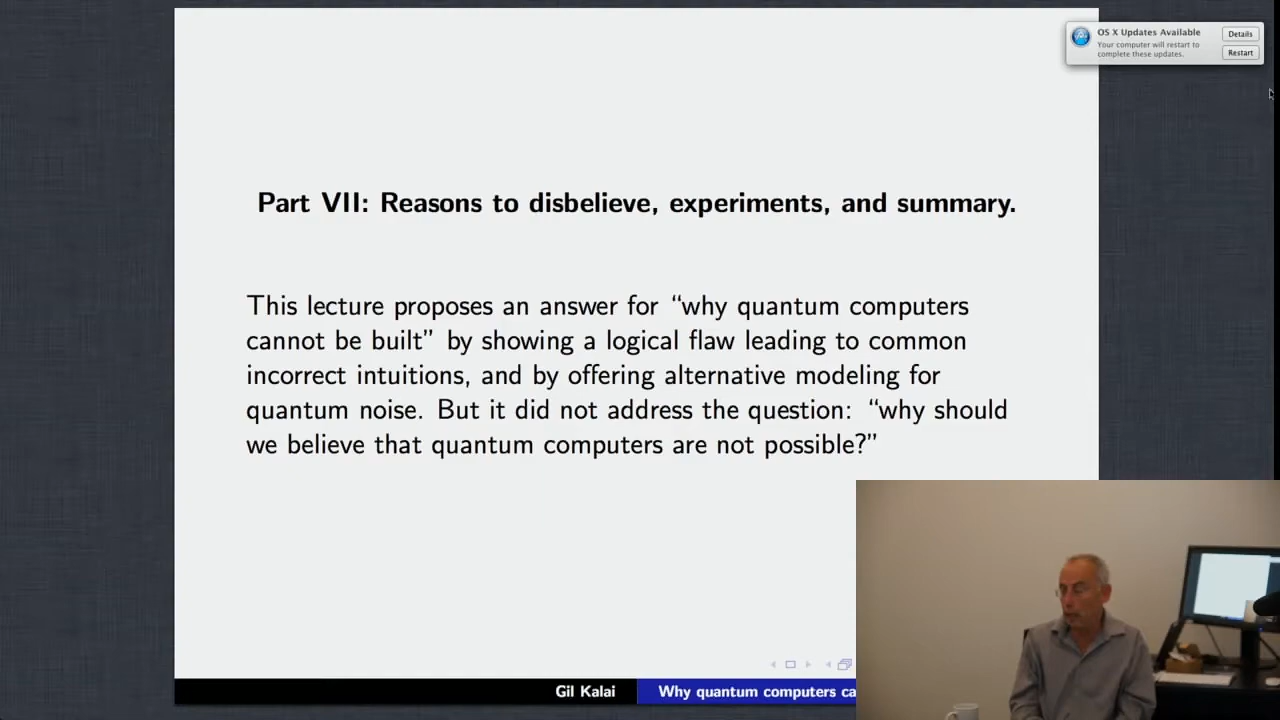 OS X Updates Available
Your computer will restart to
complete these updates.
Details
Restart
Part VII: Reasons to disbelieve, experiments, and summary.
This lecture proposes an answer for “why quantum computers
cannot be built” by showing a logical flaw leading to common
incorrect intuitions, and by offering alternative modeling for
quantum noise. But it did not address the question: “why should
we believe that quantum computers are not possible?”
Gil Kalai
Why quantum computers ca